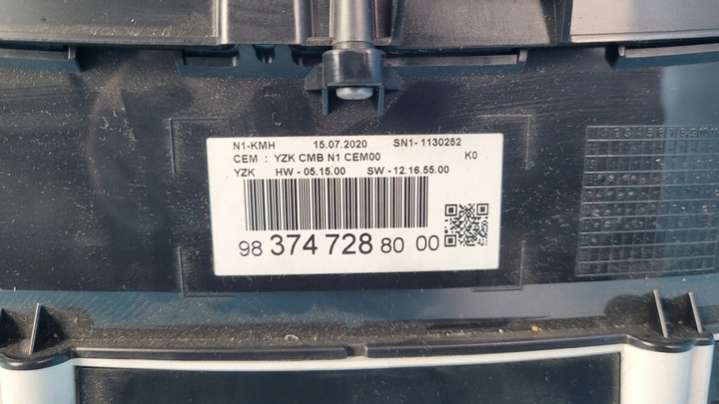 N1-KMH 15.07.2020 SN1- 1130252
CEM : YZK CMB N1 CEM00 K0
YZK HW - 05.15.00 SW - 12.16.55.00
98 374 728 80 00